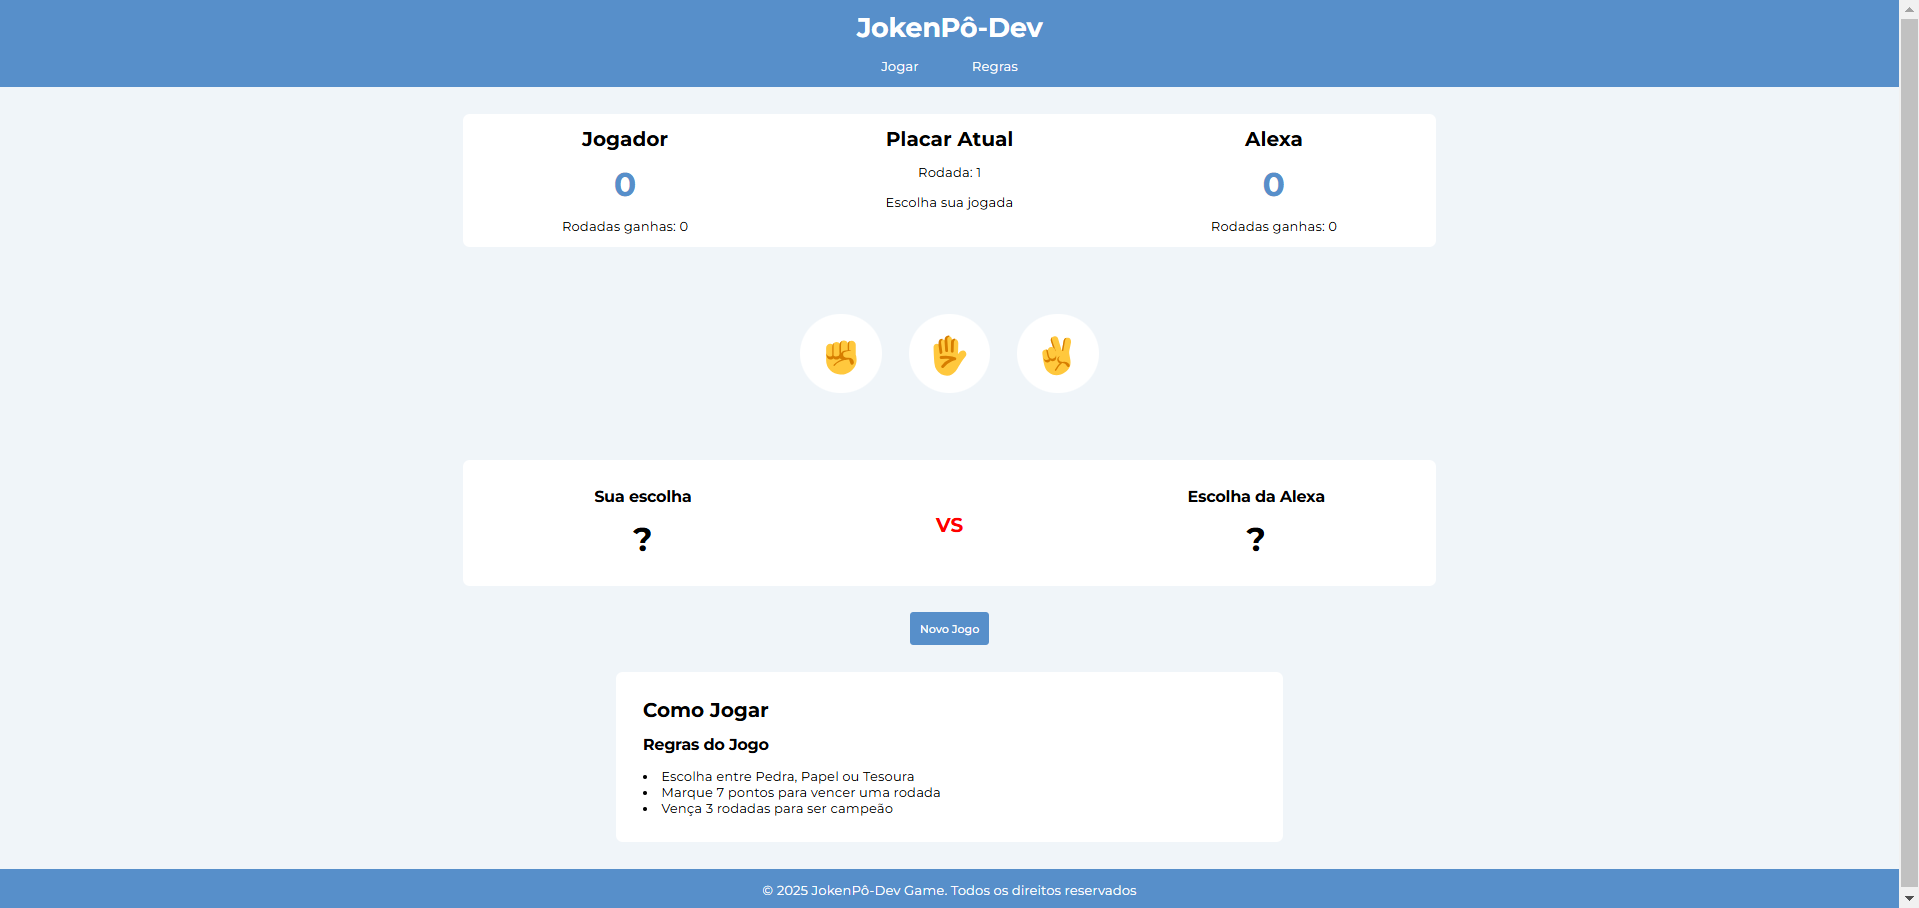 JokenPô-Dev
Jogar Regras
Jogador
0
Rodadas ganhas: 0
Placar Atual
Rodada: 1
Escolha sua jogada
Alexa
0
Rodadas ganhas: 0
Sua escolha
?
VS
Escolha da Alexa
?
Novo Jogo
Como Jogar
Regras do Jogo
• Escolha entre Pedra, Papel ou Tesoura
• Marque 7 pontos para vencer uma rodada
• Vença 3 rodadas para ser campeão
© 2025 JokenPô-Dev Game. Todos os direitos reservados